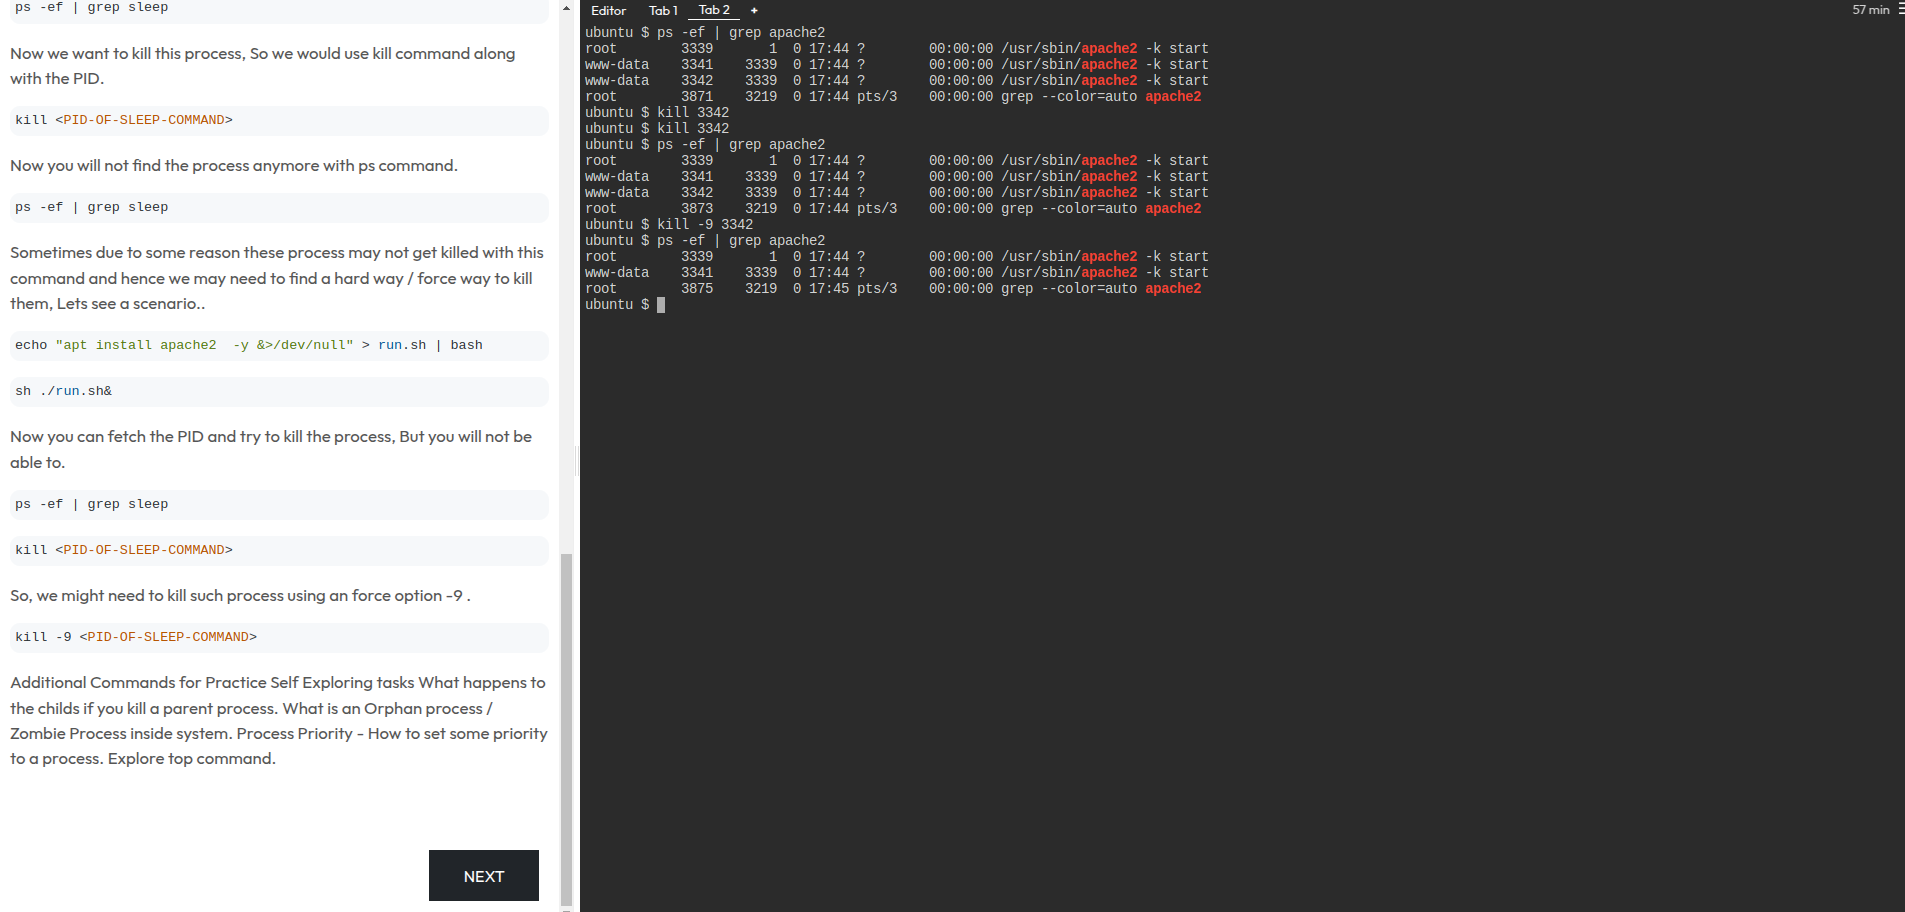 ps -ef | grep sleep
Now we want to kill this process, So we would use kill command along
with the PID.
kill <PID-OF-SLEEP-COMMAND>
Now you will not find the process anymore with ps command.
ps -ef | grep sleep
Sometimes due to some reason these process may not get killed with this
command and hence we may need to find a hard way / force way to kill
them, Lets see a scenario..
echo "apt install apache2  -y &>/dev/null" > run.sh | bash
sh ./run.sh&
Now you can fetch the PID and try to kill the process, But you will not be
able to.
ps -ef | grep sleep
kill <PID-OF-SLEEP-COMMAND>
So, we might need to kill such process using an force option -9 .
kill -9 <PID-OF-SLEEP-COMMAND>
Additional Commands for Practice Self Exploring tasks What happens to
the childs if you kill a parent process. What is an Orphan process /
Zombie Process inside system. Process Priority - How to set some priority
to a process. Explore top command.
NEXT
Editor Tab 1 Tab 2 + 57 min
ubuntu $ ps -ef | grep apache2
root        3339       1  0 17:44 ?        00:00:00 /usr/sbin/apache2 -k start
www-data    3341    3339  0 17:44 ?        00:00:00 /usr/sbin/apache2 -k start
www-data    3342    3339  0 17:44 ?        00:00:00 /usr/sbin/apache2 -k start
root        3871    3219  0 17:44 pts/3    00:00:00 grep --color=auto apache2
ubuntu $ kill 3342
ubuntu $ kill 3342
ubuntu $ ps -ef | grep apache2
root        3339       1  0 17:44 ?        00:00:00 /usr/sbin/apache2 -k start
www-data    3341    3339  0 17:44 ?        00:00:00 /usr/sbin/apache2 -k start
www-data    3342    3339  0 17:44 ?        00:00:00 /usr/sbin/apache2 -k start
root        3873    3219  0 17:44 pts/3    00:00:00 grep --color=auto apache2
ubuntu $ kill -9 3342
ubuntu $ ps -ef | grep apache2
root        3339       1  0 17:44 ?        00:00:00 /usr/sbin/apache2 -k start
www-data    3341    3339  0 17:44 ?        00:00:00 /usr/sbin/apache2 -k start
root        3875    3219  0 17:45 pts/3    00:00:00 grep --color=auto apache2
ubuntu $